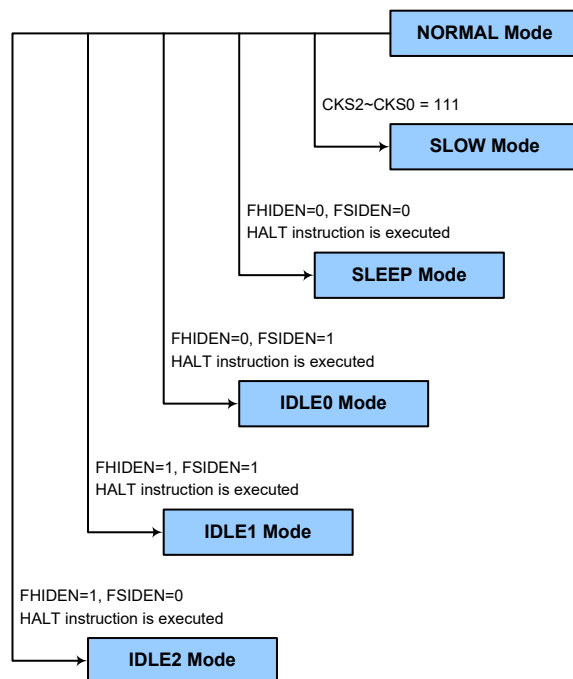 NORMAL Mode
CKS2~CKS0 = 111
SLOW Mode
FHIDEN=0, FSIDEN=0
HALT instruction is executed
SLEEP Mode
FHIDEN=0, FSIDEN=1
HALT instruction is executed
IDLE0 Mode
FHIDEN=1, FSIDEN=1
HALT instruction is executed
IDLE1 Mode
FHIDEN=1, FSIDEN=0
HALT instruction is executed
IDLE2 Mode